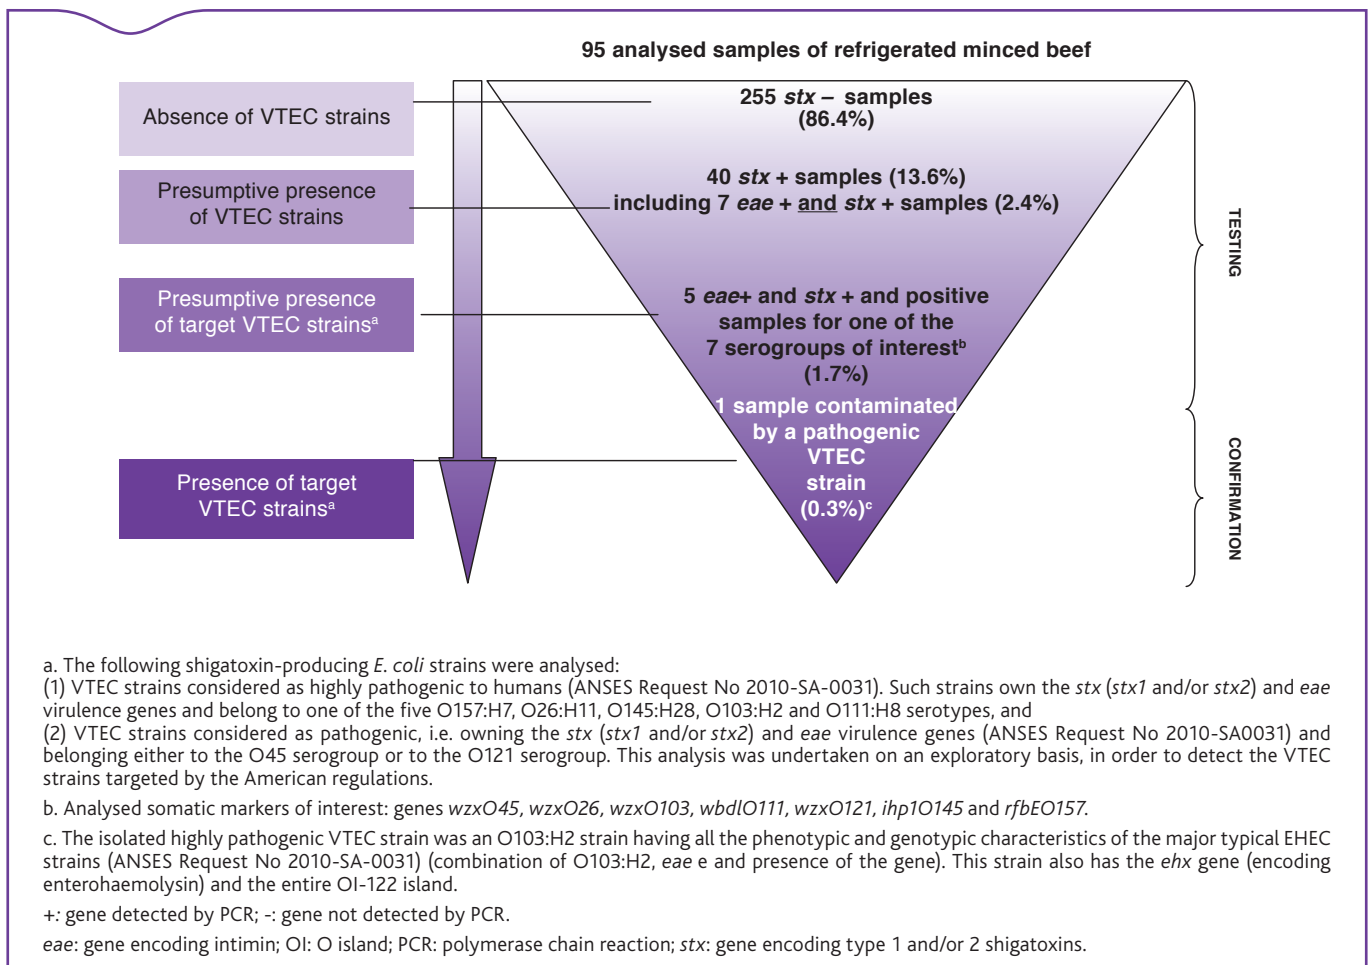 95 analysed samples of refrigerated minced beef
Absence of VTEC strains
255 stx – samples
(86.4%)
Presumptive presence
of VTEC strains
40 stx + samples (13.6%)
including 7 eae + and stx + samples (2.4%)
TESTING
Presumptive presence
of target VTEC strainsᵃ
5 eae+ and stx + and positive
samples for one of the
7 serogroups of interestᵇ
(1.7%)
1 sample contaminated
by a pathogenic
VTEC
strain
(0.3%)ᶜ
Presence of target
VTEC strainsᵃ
CONFIRMATION
a. The following shigatoxin-producing E. coli strains were analysed:
(1) VTEC strains considered as highly pathogenic to humans (ANSES Request No 2010-SA-0031). Such strains own the stx (stx1 and/or stx2) and eae
virulence genes and belong to one of the five O157:H7, O26:H11, O145:H28, O103:H2 and O111:H8 serotypes, and
(2) VTEC strains considered as pathogenic, i.e. owning the stx (stx1 and/or stx2) and eae virulence genes (ANSES Request No 2010-SA0031) and
belonging either to the O45 serogroup or to the O121 serogroup. This analysis was undertaken on an exploratory basis, in order to detect the VTEC
strains targeted by the American regulations.
b. Analysed somatic markers of interest: genes wzxO45, wzxO26, wzxO103, wbdlO111, wzxO121, ihp1O145 and rfbEO157.
c. The isolated highly pathogenic VTEC strain was an O103:H2 strain having all the phenotypic and genotypic characteristics of the major typical EHEC
strains (ANSES Request No 2010-SA-0031) (combination of O103:H2, eae e and presence of the gene). This strain also has the ehx gene (encoding
enterohaemolysin) and the entire OI-122 island.
+: gene detected by PCR; -: gene not detected by PCR.
eae: gene encoding intimin; OI: O island; PCR: polymerase chain reaction; stx: gene encoding type 1 and/or 2 shigatoxins.